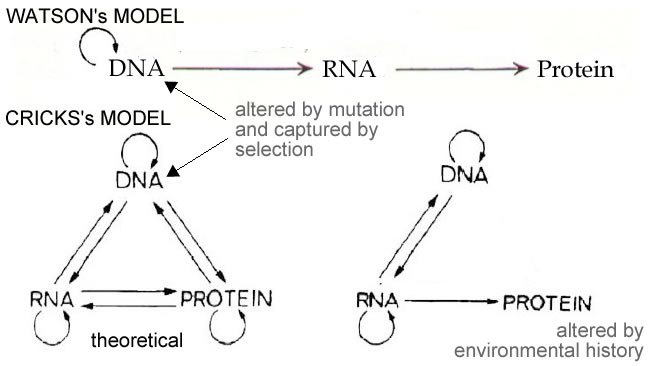 WATSON's MODEL
DNA RNA Protein
altered by mutation
and captured by
selection
CRICKS's MODEL
DNA
RNA PROTEIN
theoretical
DNA
RNA PROTEIN
altered by
environmental history